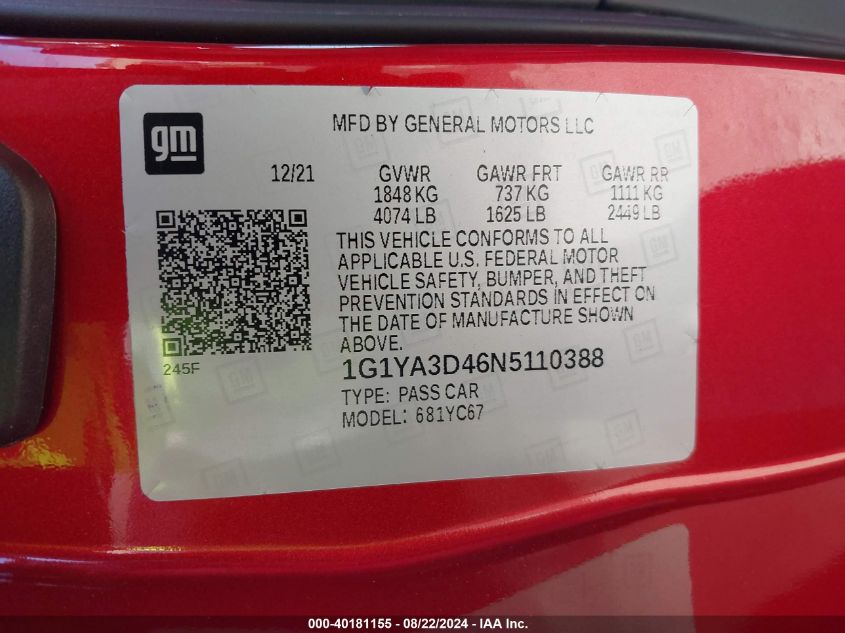 gm
MFD BY GENERAL MOTORS LLC
12/21 GVWR GAWR FRT GAWR RR
1848 KG 737 KG 1111 KG
4074 LB 1625 LB 2449 LB
THIS VEHICLE CONFORMS TO ALL
APPLICABLE U.S. FEDERAL MOTOR
VEHICLE SAFETY, BUMPER, AND THEFT
PREVENTION STANDARDS IN EFFECT ON
THE DATE OF MANUFACTURE SHOWN
ABOVE.
245F
1G1YA3D46N5110388
TYPE: PASS CAR
MODEL: 681YC67
000-40181155 - 08/22/2024 - IAA Inc.